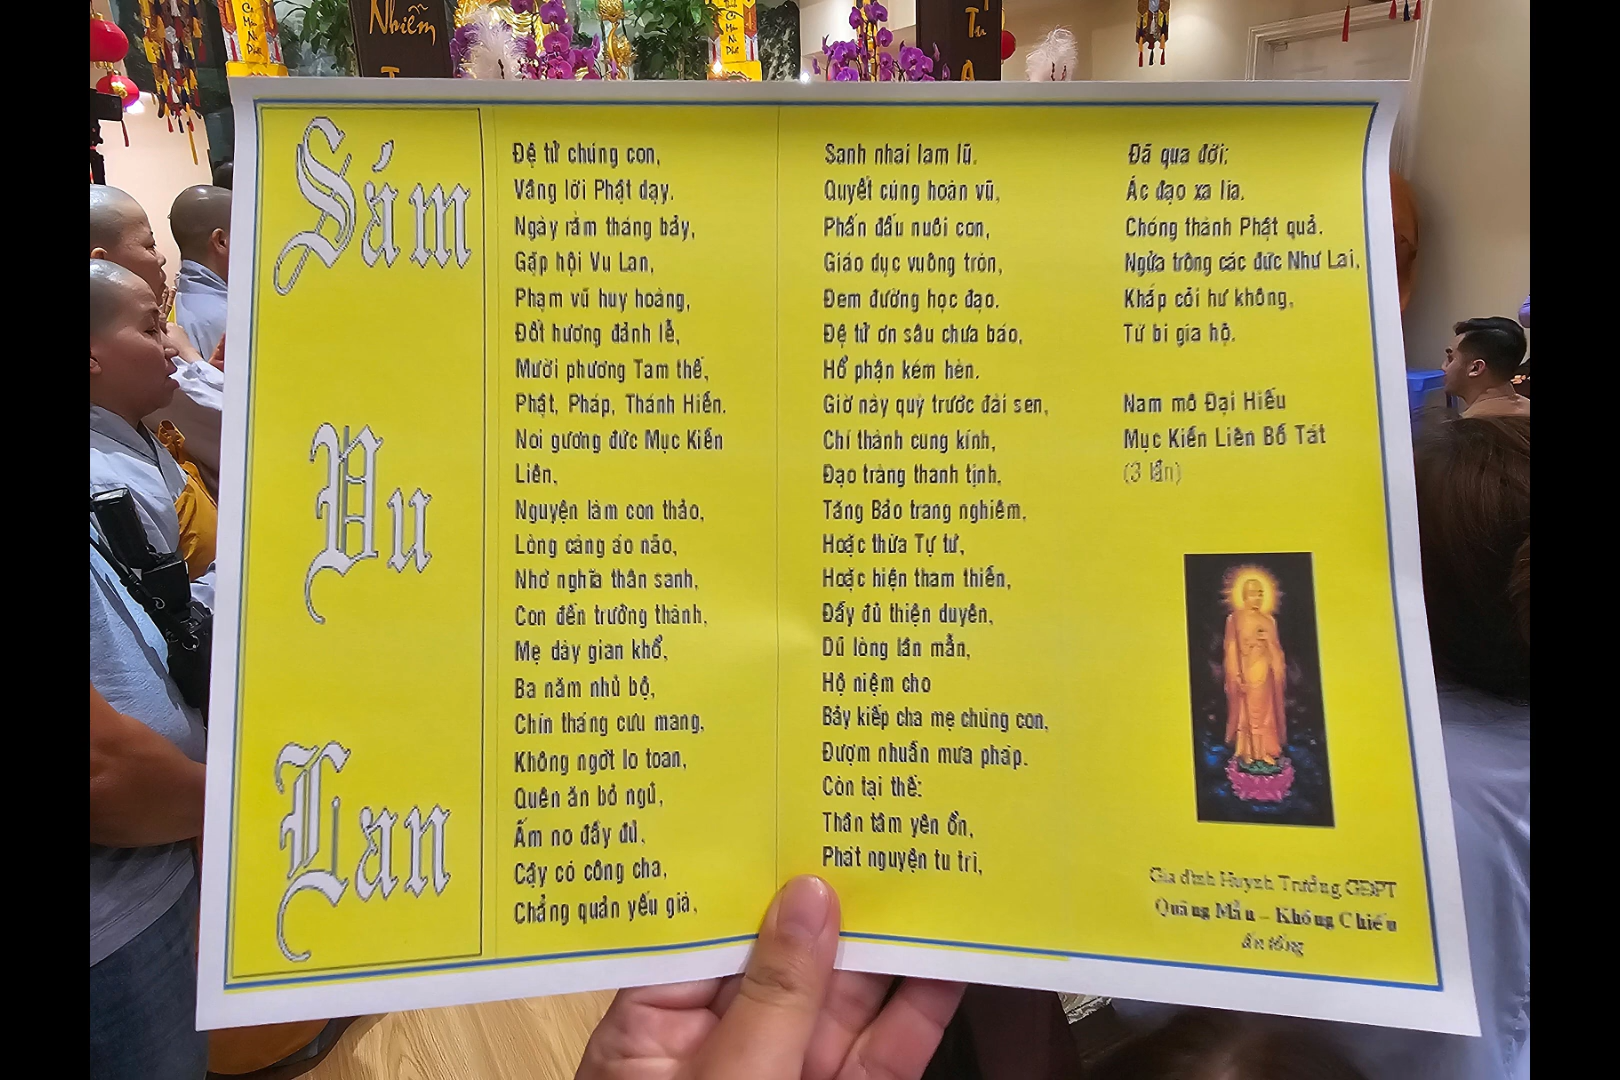 Nhiễm
T
Tu
A
Sám
Vu
Lan
Đệ tử chúng con,
Vâng lời Phật dạy.
Ngày rằm tháng bảy,
Gặp hội Vu Lan,
Phạm vũ huy hoàng,
Đốt hương đảnh lễ,
Mười phương Tam thế,
Phật, Pháp, Thánh Hiền.
Noi gương đức Mục Kiền
Liên,
Nguyện làm con thảo,
Lòng càng áo não,
Nhớ nghĩa thân sanh,
Con đến trưởng thành,
Mẹ dày gian khổ,
Ba năm nhủ bộ,
Chín tháng cưu mang,
Không ngớt lo toan,
Quên ăn bỏ ngủ,
Ấm no đầy đủ,
Cậy có công cha,
Chẳng quản yếu già,
Sanh nhai lam lũ.
Quyết cùng hoàn vũ,
Phấn đấu nuôi con,
Giáo dục vuông tròn,
Đem đường học đạo.
Đệ tử ơn sâu chưa báo,
Hổ phận kém hèn.
Giờ này quỳ trước đài sen,
Chí thành cung kính,
Đạo tràng thanh tịnh,
Tăng Bảo trang nghiêm,
Hoặc thừa Tự tứ,
Hoặc hiện tham thiền,
Đầy đủ thiện duyên,
Dũ lòng lân mẫn,
Hộ niệm cho
Bảy kiếp cha mẹ chúng con,
Đượm nhuần mưa pháp.
Còn tại thế:
Thân tâm yên ổn,
Phát nguyện tu trì,
Đã qua đời:
Ác đạo xa lìa.
Chóng thành Phật quả.
Ngửa trông các đức Như Lai,
Khắp cõi hư không,
Từ bi gia hộ.
Nam mô Đại Hiếu
Mục Kiền Liên Bồ Tát
(3 lần)
Gia đình Huynh Trưởng GĐPT
Quảng Mẫn - Không Chiếu
ấn tống